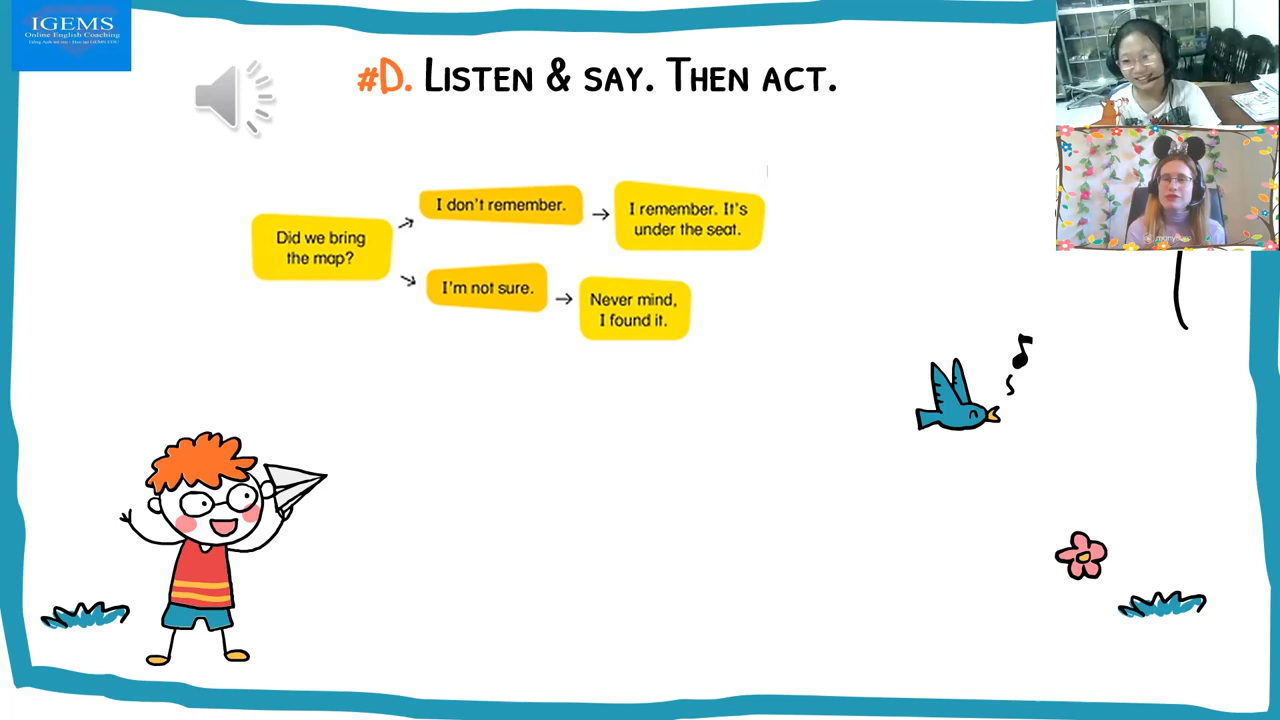 IGEMS
Online English Coaching
#D. LISTEN & SAY. THEN ACT.
Did we bring
the map?
I don't remember.
I remember. It's
under the seat.
I'm not sure.
Never mind,
I found it.